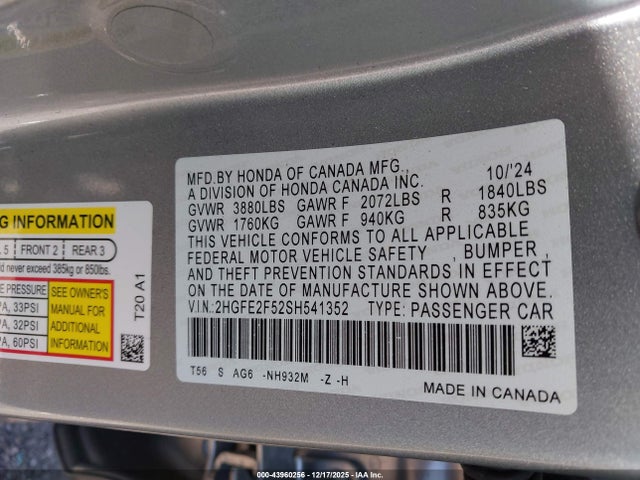 MFD.BY HONDA OF CANADA MFG. 10/'24
A DIVISION OF HONDA CANADA INC.
GVWR 3880LBS GAWR F 2072LBS R 1840LBS
GVWR 1760KG GAWR F 940KG R 835KG
THIS VEHICLE CONFORMS TO ALL APPLICABLE
FEDERAL MOTOR VEHICLE SAFETY , BUMPER ,
AND THEFT PREVENTION STANDARDS IN EFFECT
ON THE DATE OF MANUFACTURE SHOWN ABOVE.
V.I.N.:2HGFE2F52SH541352 TYPE: PASSENGER CAR
T56 S AG6 -NH932M -Z -H
MADE IN CANADA
INFORMATION
5 FRONT 2 REAR 3
never exceed 385kg or 850lbs.
PRESSURE
33PSI
32PSI
60PSI
SEE OWNER'S
MANUAL FOR
ADDITIONAL
INFORMATION
T20 A1
000-43960256 - 12/17/2025 - IAA Inc.